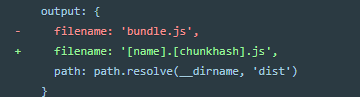 output: {
-     filename: 'bundle.js',
+     filename: '[name].[chunkhash].js',
      path: path.resolve(__dirname, 'dist')
}